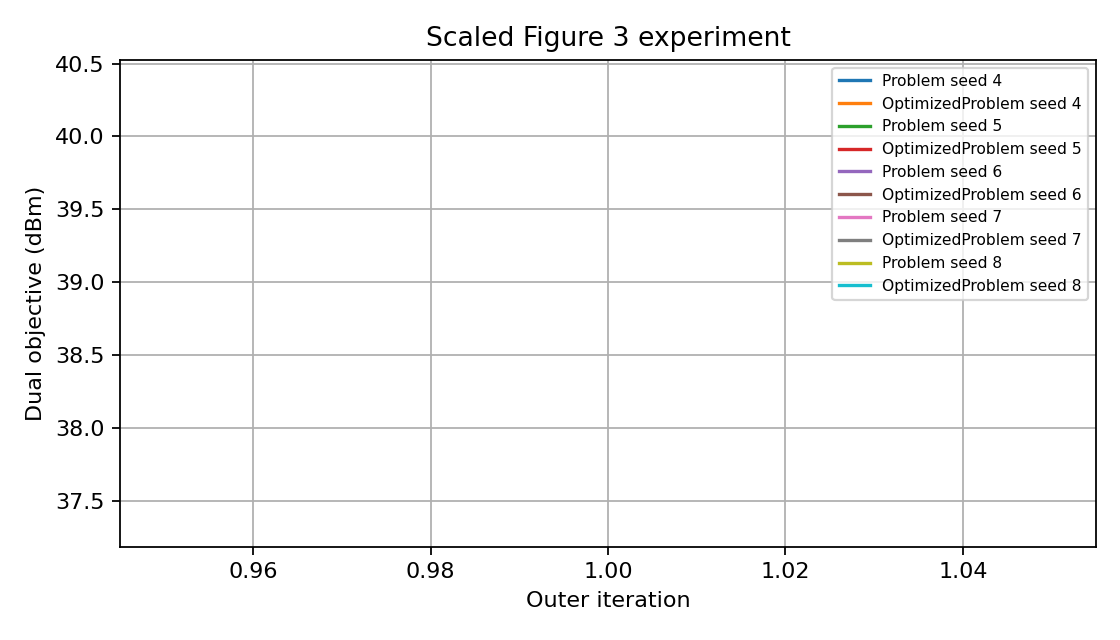 Scaled Figure 3 experiment
Dual objective (dBm)
40.5
40.0
39.5
39.0
38.5
38.0
37.5
Problem seed 4
OptimizedProblem seed 4
Problem seed 5
OptimizedProblem seed 5
Problem seed 6
OptimizedProblem seed 6
Problem seed 7
OptimizedProblem seed 7
Problem seed 8
OptimizedProblem seed 8
0.96 0.98 1.00 1.02 1.04
Outer iteration